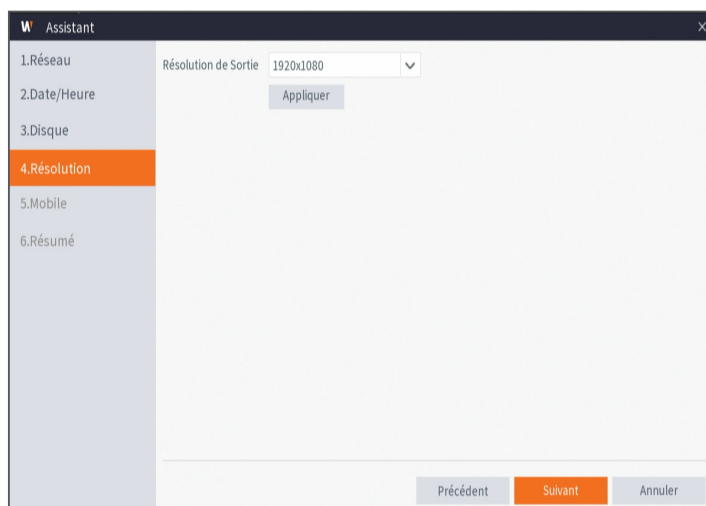 Assistant
1.Réseau
2.Date/Heure
3.Disque
4.Résolution
5.Mobile
6.Résumé
Résolution de Sortie 1920x1080
Appliquer
Précédent Suivant Annuler